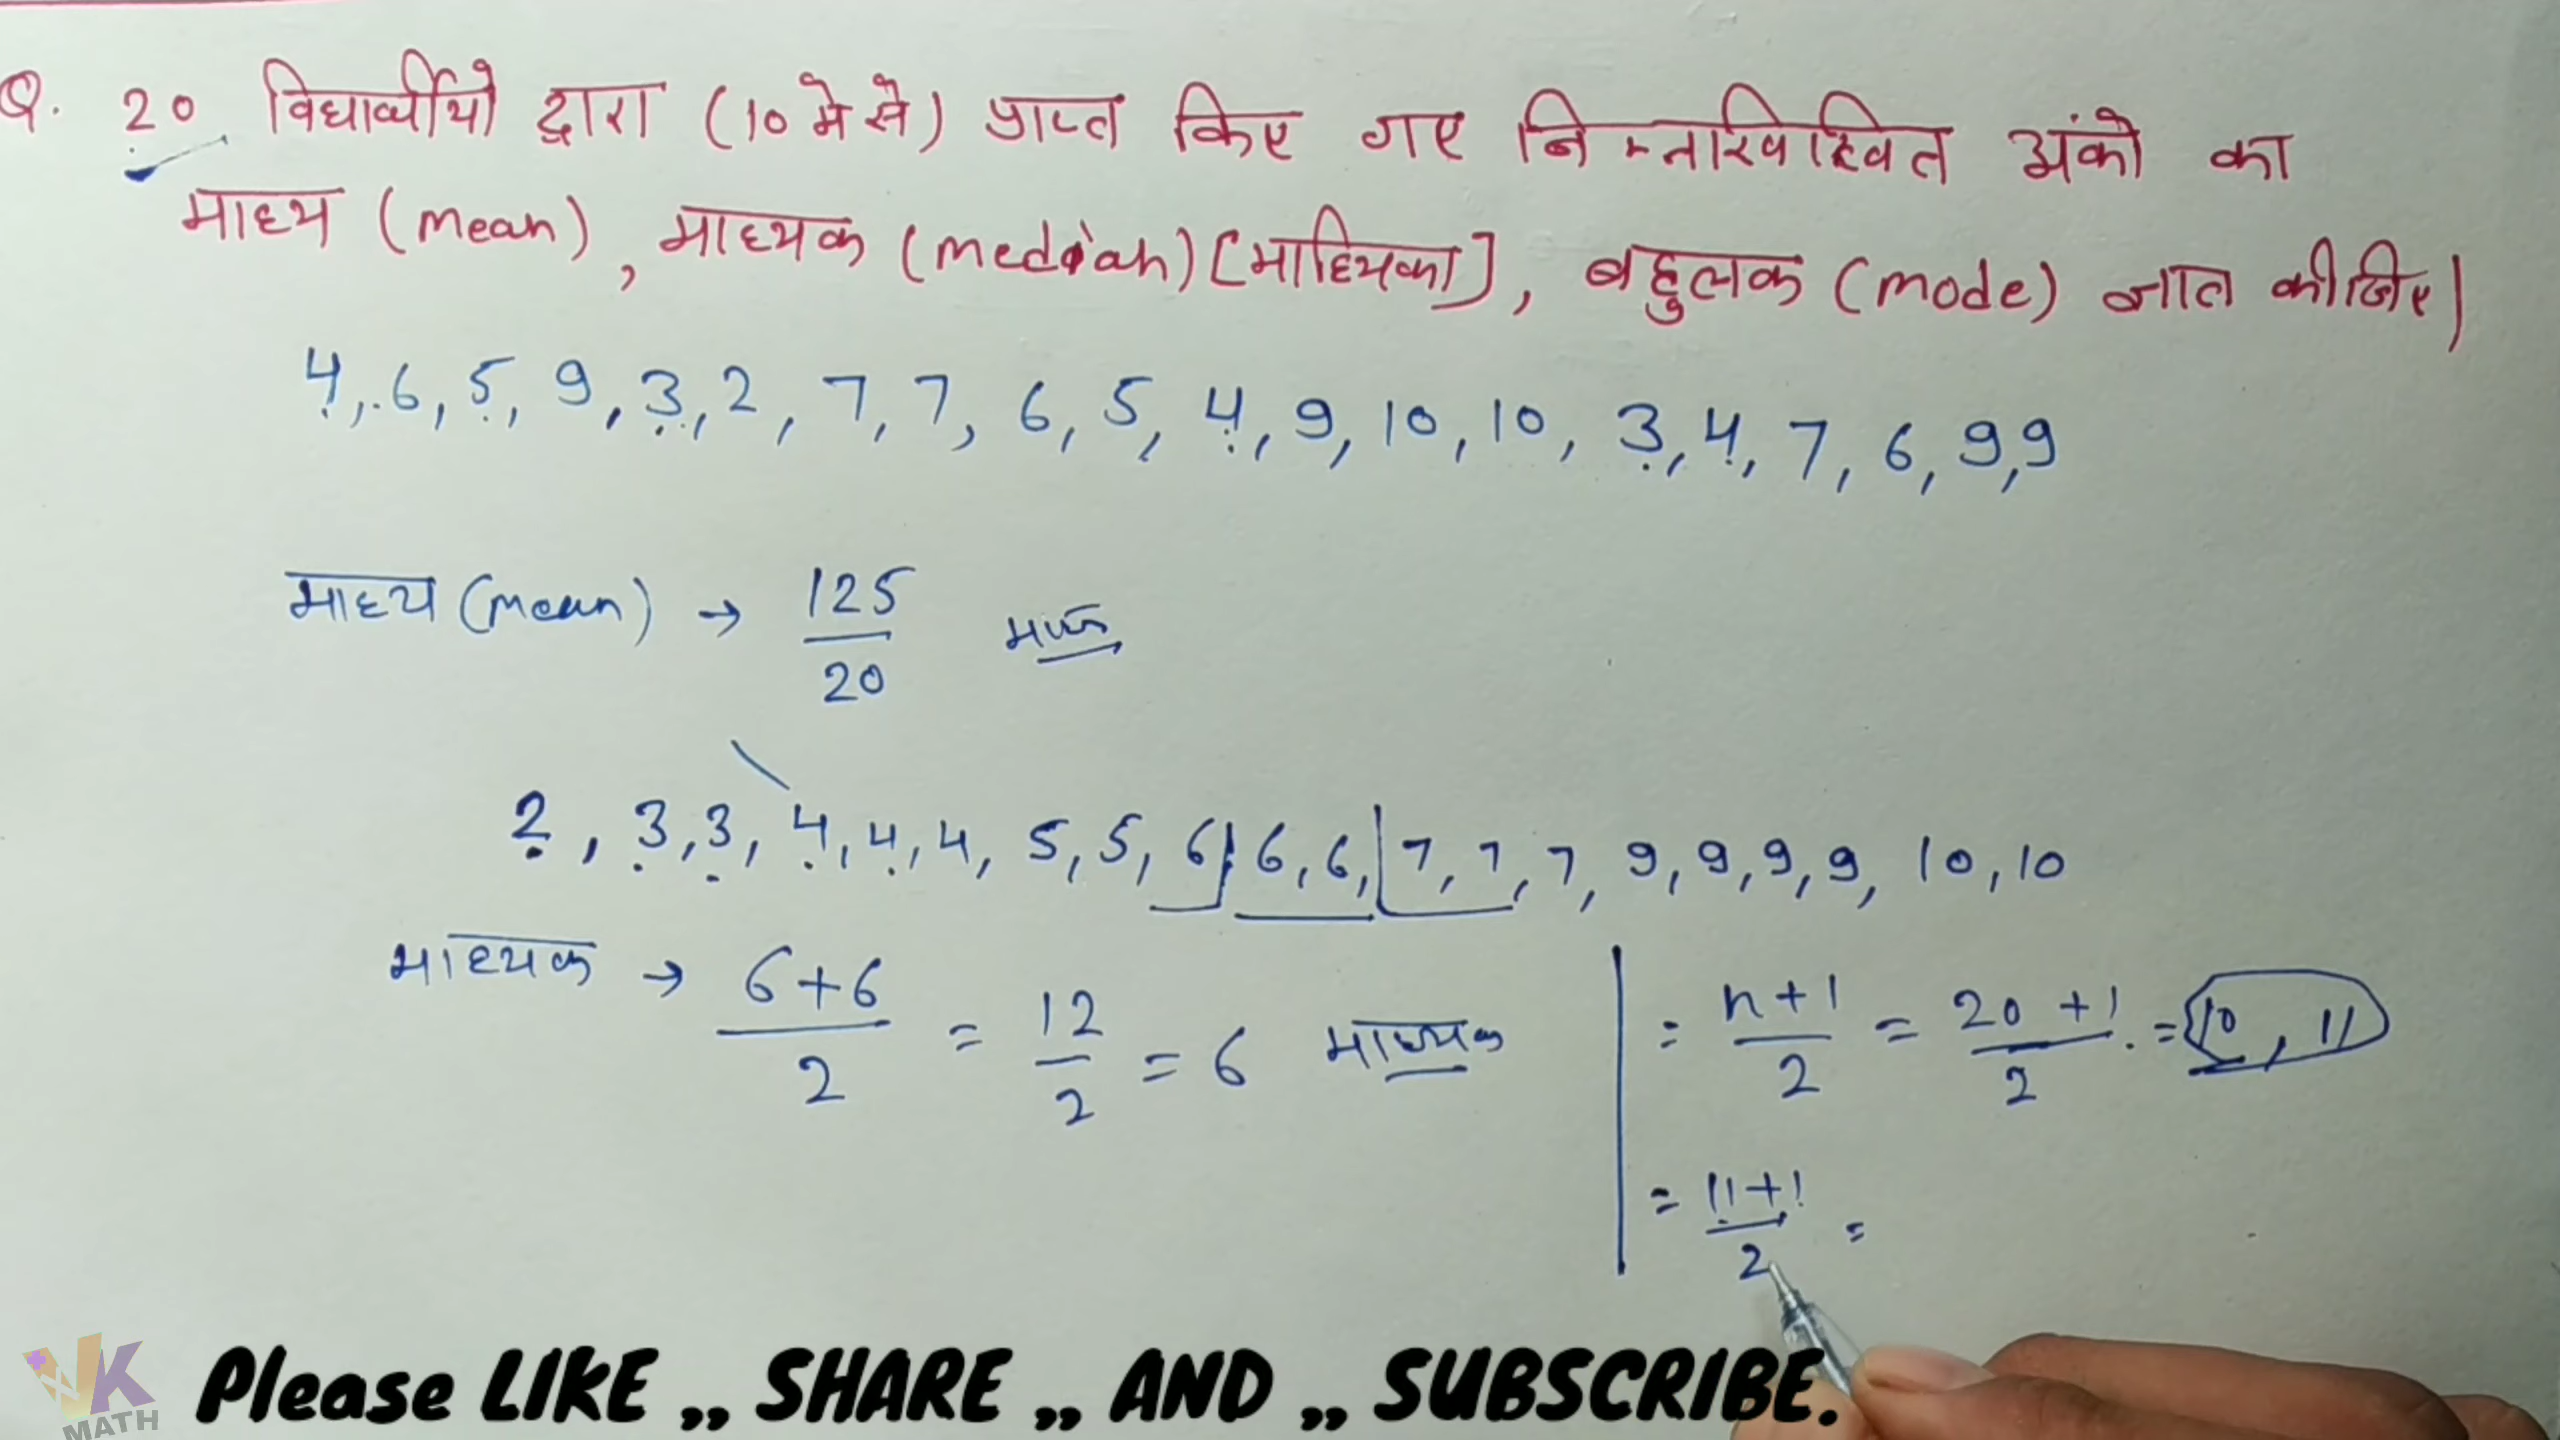 Q. 20 विधार्थीयो द्वारा (10 मे से) प्राप्त किए गए निम्नलिखित अंको का
माध्य (mean), माध्यक (median) [माध्यिका], बहुलक (mode) ज्ञात कीजिए।
4, 6, 5, 9, 3, 2, 7, 7, 6, 5, 4, 9, 10, 10, 3, 4, 7, 6, 9, 9
माध्य (mean) → 125/20
2, 3, 3, 4, 4, 4, 5, 5, 6, 6, 6, 7, 7, 7, 9, 9, 9, 9, 10, 10
माध्यक → 6+6/2 = 12/2 = 6 माध्यक
= n+1/2 = 20+1/2 = 10, 11
= 11+1/2 =
VK MATH
Please LIKE ,, SHARE ,, AND ,, SUBSCRIBE.